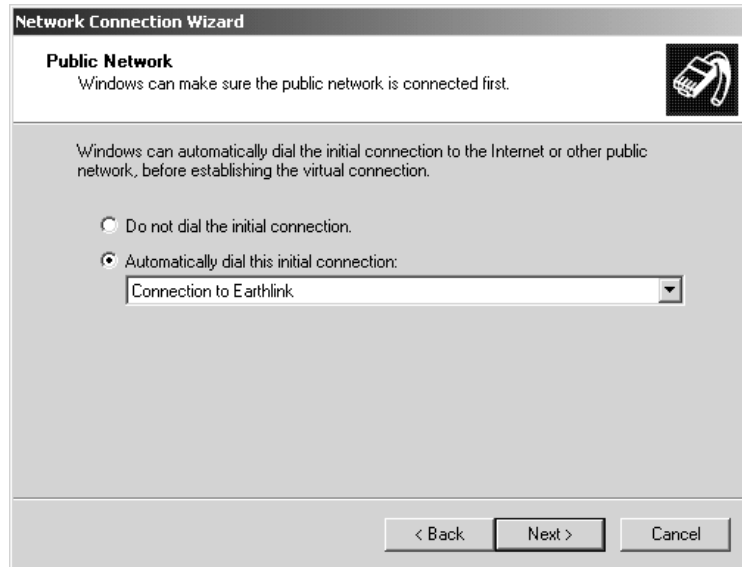 Network Connection Wizard
Public Network
Windows can make sure the public network is connected first.
Windows can automatically dial the initial connection to the Internet or other public
network, before establishing the virtual connection.
Do not dial the initial connection.
Automatically dial this initial connection:
Connection to Earthlink
< Back Next > Cancel